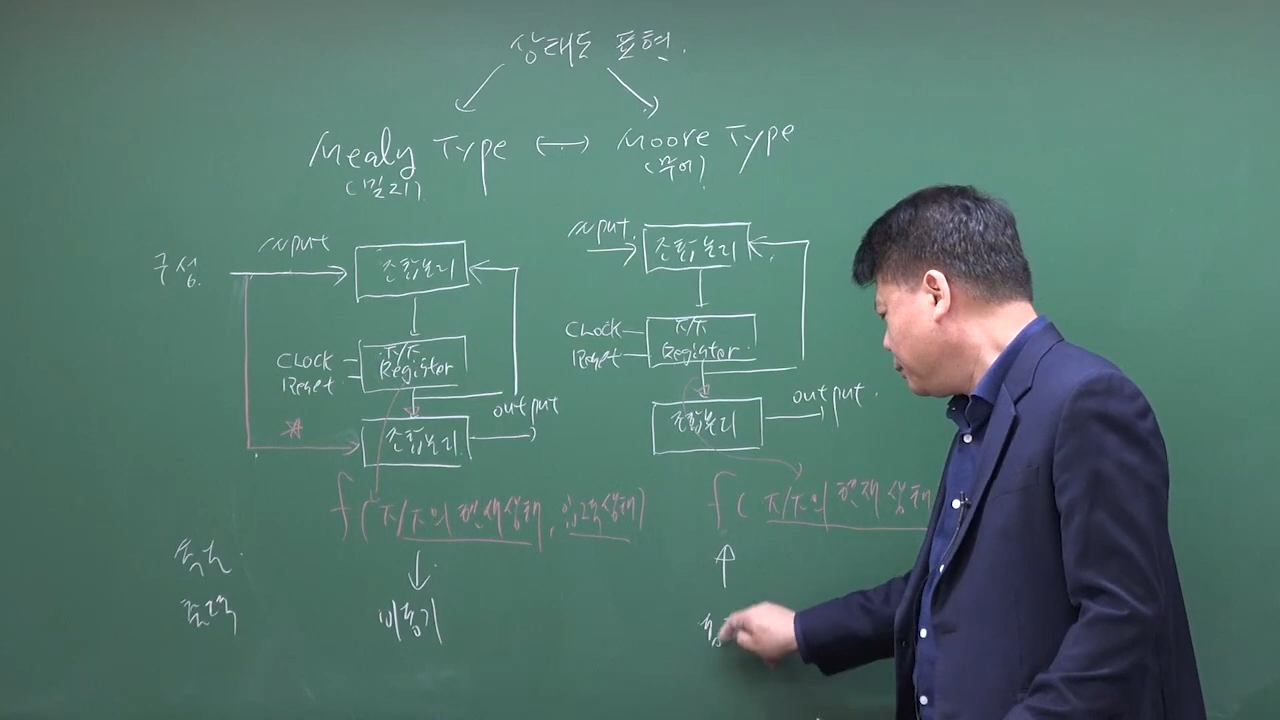 상태도 표현.
Mealy Type ↔ Moore Type
(밀리)
(무어)
구성.
input
조합논리
CLock
Reset
F/F
Register
조합논리
output
f(F/F의 현재상태, 입력상태)
input.
조합논리
CLock
Reset
F/F
Register
조합논리
output.
f( F/F의 현재상태
출력
비동기